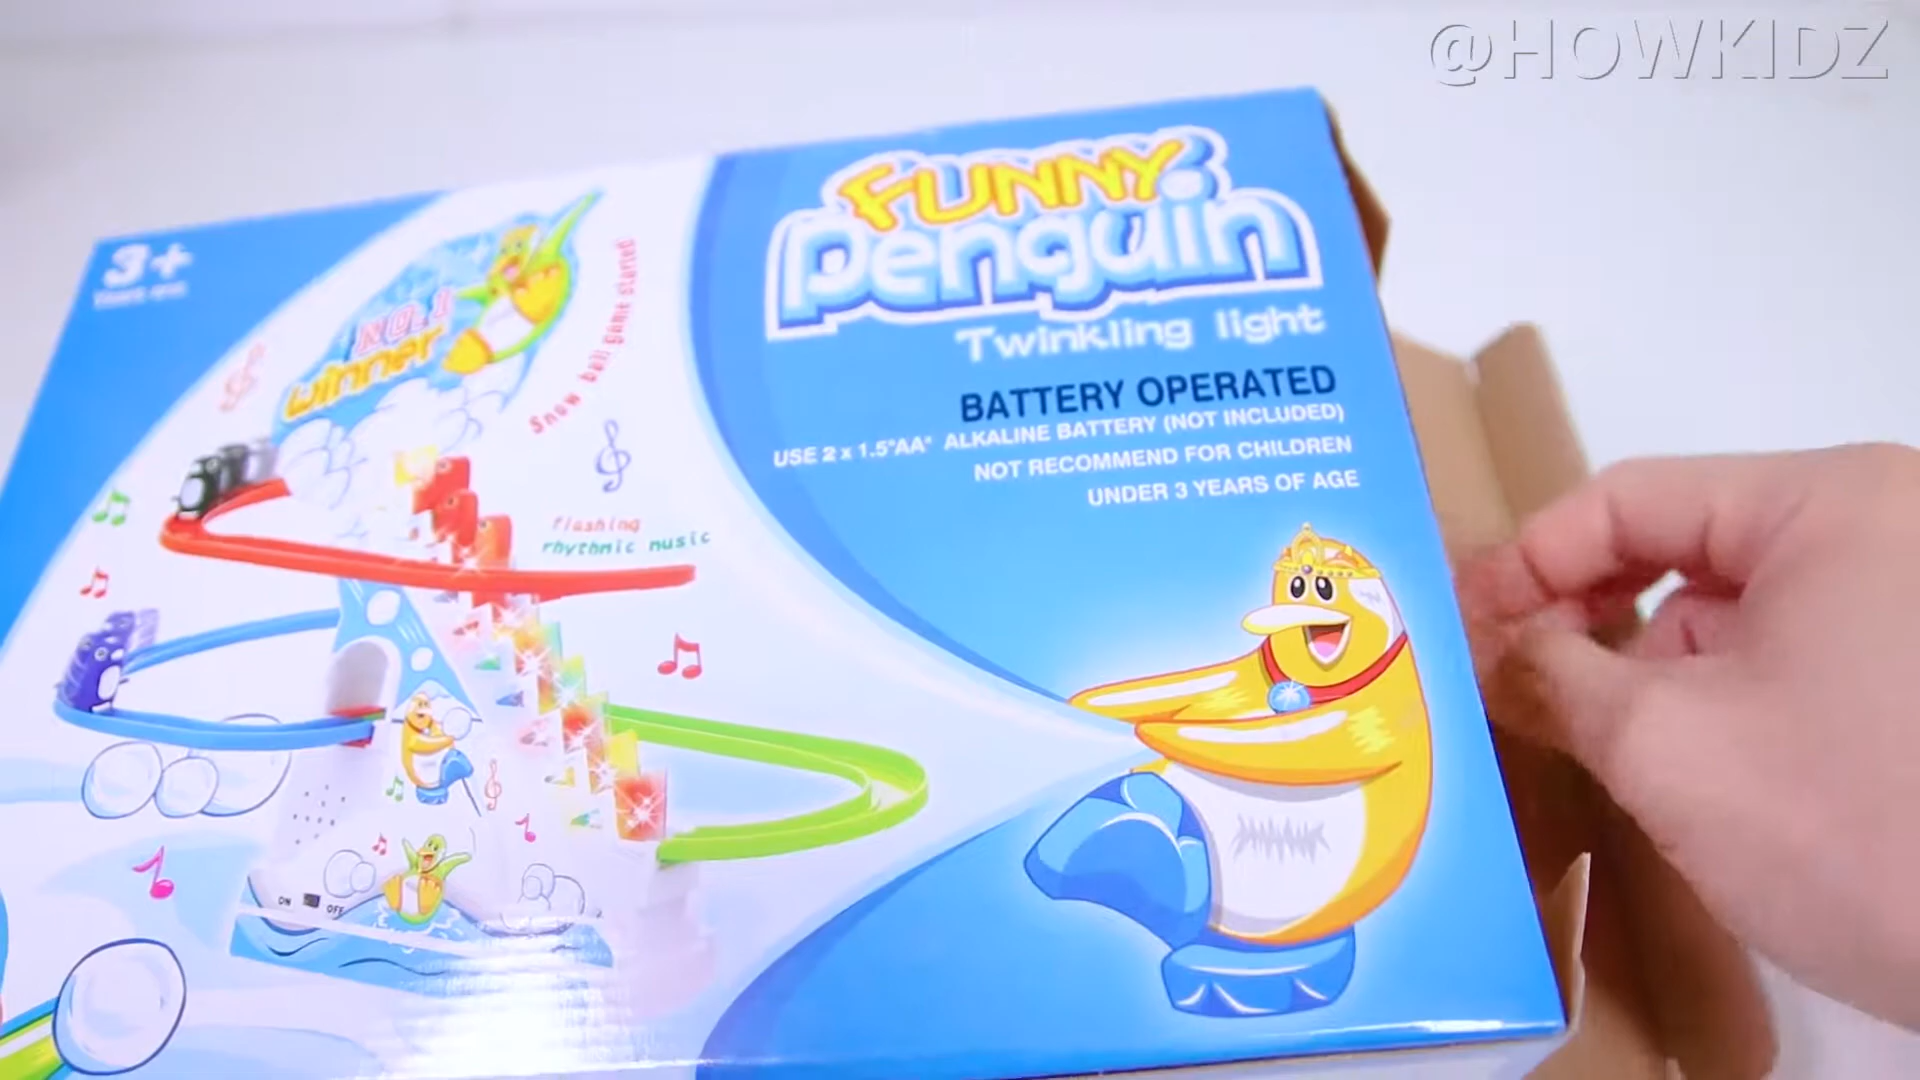 @HOWKIDZ
3+
FUNNY
Penguin
Twinkling light
BATTERY OPERATED
USE 2 x 1.5"AA" ALKALINE BATTERY (NOT INCLUDED)
NOT RECOMMEND FOR CHILDREN
UNDER 3 YEARS OF AGE
NO.1
winner
Snow ball game started
flashing
rhythmic music
ON OFF